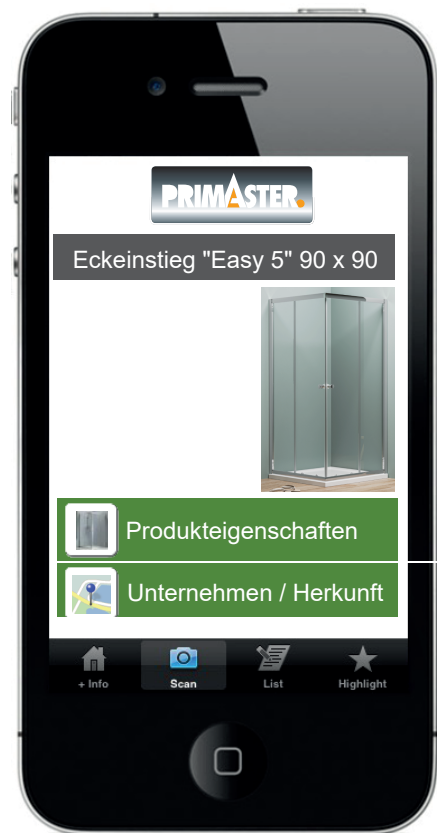 PRIMASTER
Eckeinstieg "Easy 5" 90 x 90
Produkteigenschaften
Unternehmen / Herkunft
+ Info Scan List Highlight